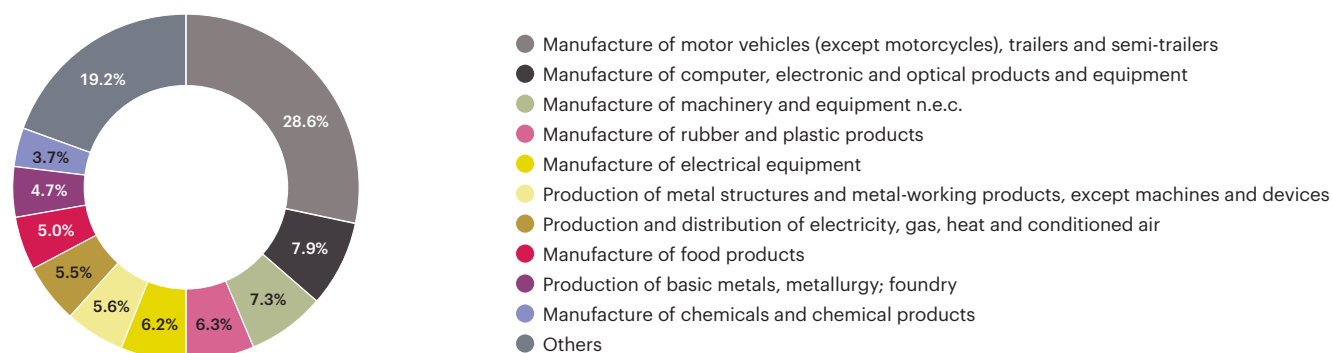 19.2%
28.6%
3.7%
4.7%
5.0%
5.5%
5.6%
6.2%
6.3%
7.3%
7.9%
Manufacture of motor vehicles (except motorcycles), trailers and semi-trailers
Manufacture of computer, electronic and optical products and equipment
Manufacture of machinery and equipment n.e.c.
Manufacture of rubber and plastic products
Manufacture of electrical equipment
Production of metal structures and metal-working products, except machines and devices
Production and distribution of electricity, gas, heat and conditioned air
Manufacture of food products
Production of basic metals, metallurgy; foundry
Manufacture of chemicals and chemical products
Others